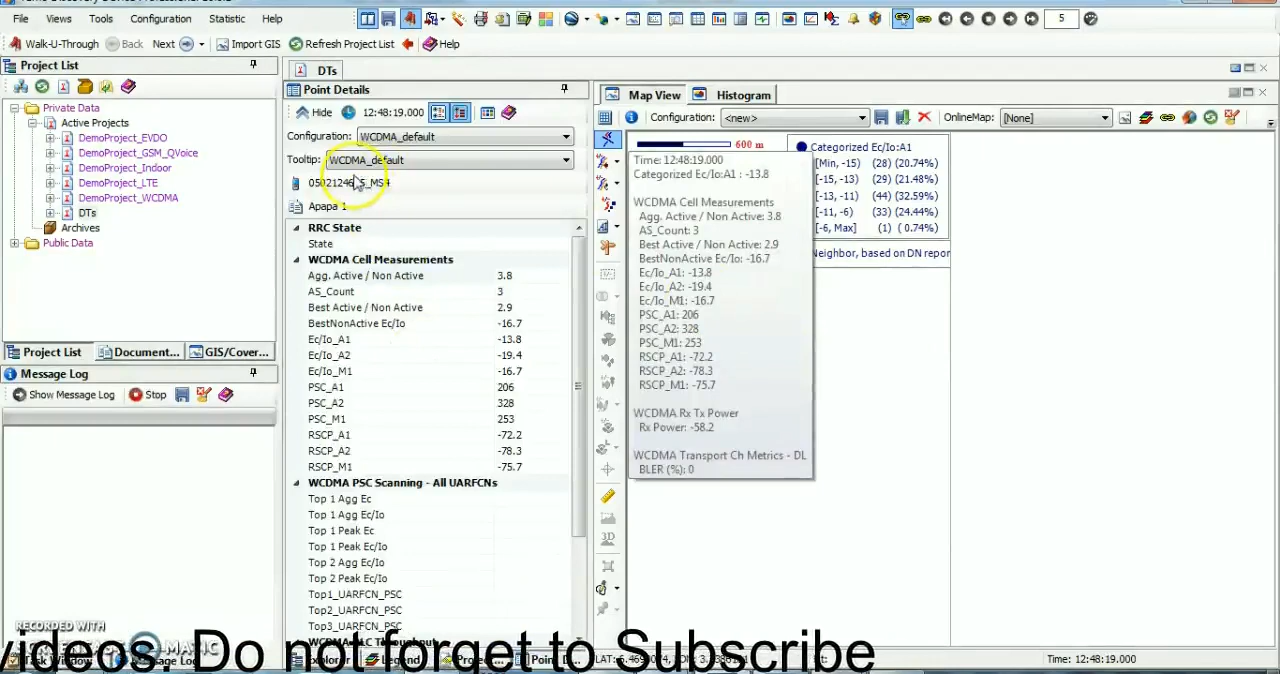 File View Tools Configuration Statistic Help
5
Walk-U-Through Back Next Import GIS Refresh Project List Help
Project List
Private Data
Active Projects
DemoProject_EVDO
DemoProject_GSM_QVoice
DemoProject_Indoor
DemoProject_LTE
DemoProject_WCDMA
DTs
Archives
Public Data
Project List Document... GIS/Cover...
Message Log
Show Message Log Stop
DTs
Point Details
Hide 12:48:19.000
Configuration: WCDMA_default
Tooltip: WCDMA_default
Apapa 1
RRC State
State
WCDMA Cell Measurements
Agg. Active / Non Active 3.8
AS_Count 3
Best Active / Non Active 2.9
BestNonActive Ec/Io -16.7
Ec/Io_A1 -13.8
Ec/Io_A2 -19.4
Ec/Io_M1 -16.7
PSC_A1 206
PSC_A2 328
PSC_M1 253
RSCP_A1 -72.2
RSCP_A2 -78.3
RSCP_M1 -75.7
WCDMA PSC Scanning - All UARFCNs
Top 1 Agg Ec
Top 1 Agg Ec/Io
Top 1 Peak Ec
Top 1 Peak Ec/Io
Top 2 Agg Ec/Io
Top 2 Peak Ec/Io
Top1_UARFCN_PSC
Top2_UARFCN_PSC
Top3_UARFCN_PSC
Map View Histogram
Configuration: <new> OnlineMap: [None]
600 m
Categorized Ec/Io:A1
[Min, -15) (28) (20.74%)
[-15, -13) (29) (21.48%)
[-13, -11) (44) (32.59%)
[-11, -6) (33) (24.44%)
[-6, Max] (1) ( 0.74%)
Neighbor, based on DN repor
Time: 12:48:19.000
Categorized Ec/Io:A1 : -13.8
WCDMA Cell Measurements
Agg. Active / Non Active: 3.8
AS_Count: 3
Best Active / Non Active: 2.9
BestNonActive Ec/Io: -16.7
Ec/Io_A1: -13.8
Ec/Io_A2: -19.4
Ec/Io_M1: -16.7
PSC_A1: 206
PSC_A2: 328
PSC_M1: 253
RSCP_A1: -72.2
RSCP_A2: -78.3
RSCP_M1: -75.7
WCDMA Rx Tx Power
Rx Power: -58.2
WCDMA Transport Ch Metrics - DL
BLER (%): 0
RECORDED WITH
videos. Do not forget to Subscribe
Time: 12:48:19.000